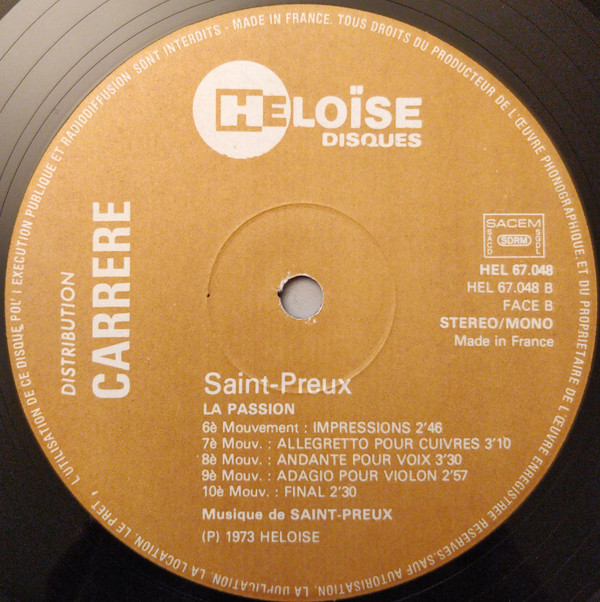 HELOÏSE
DISQUES
DISTRIBUTION
CARRERE
SACEM
SACD
SDRM
SGDL
HEL 67.048
HEL 67.048 B
FACE B
STEREO/MONO
Made in France
Saint-Preux
LA PASSION
6è Mouvement : IMPRESSIONS 2'46
7è Mouv. : ALLEGRETTO POUR CUIVRES 3'10
8è Mouv. : ANDANTE POUR VOIX 3'30
9è Mouv. : ADAGIO POUR VIOLON 2'57
10è Mouv. : FINAL 2'30
Musique de SAINT-PREUX
(P) 1973 HELOISE
MADE IN FRANCE. TOUS DROITS DU PRODUCTEUR DE L'ŒUVRE PHONOGRAPHIQUE, ET DU PROPRIETAIRE DE L'ŒUVRE ENREGISTREE RESERVES. SAUF AUTORISATION, LA DUPLICATION, LA LOCATION, LE PRET, L'UTILISATION DE CE DISQUE POU' I EXECUTION PUBLIQUE ET RADIODIFFUSION SONT INTERDITS -